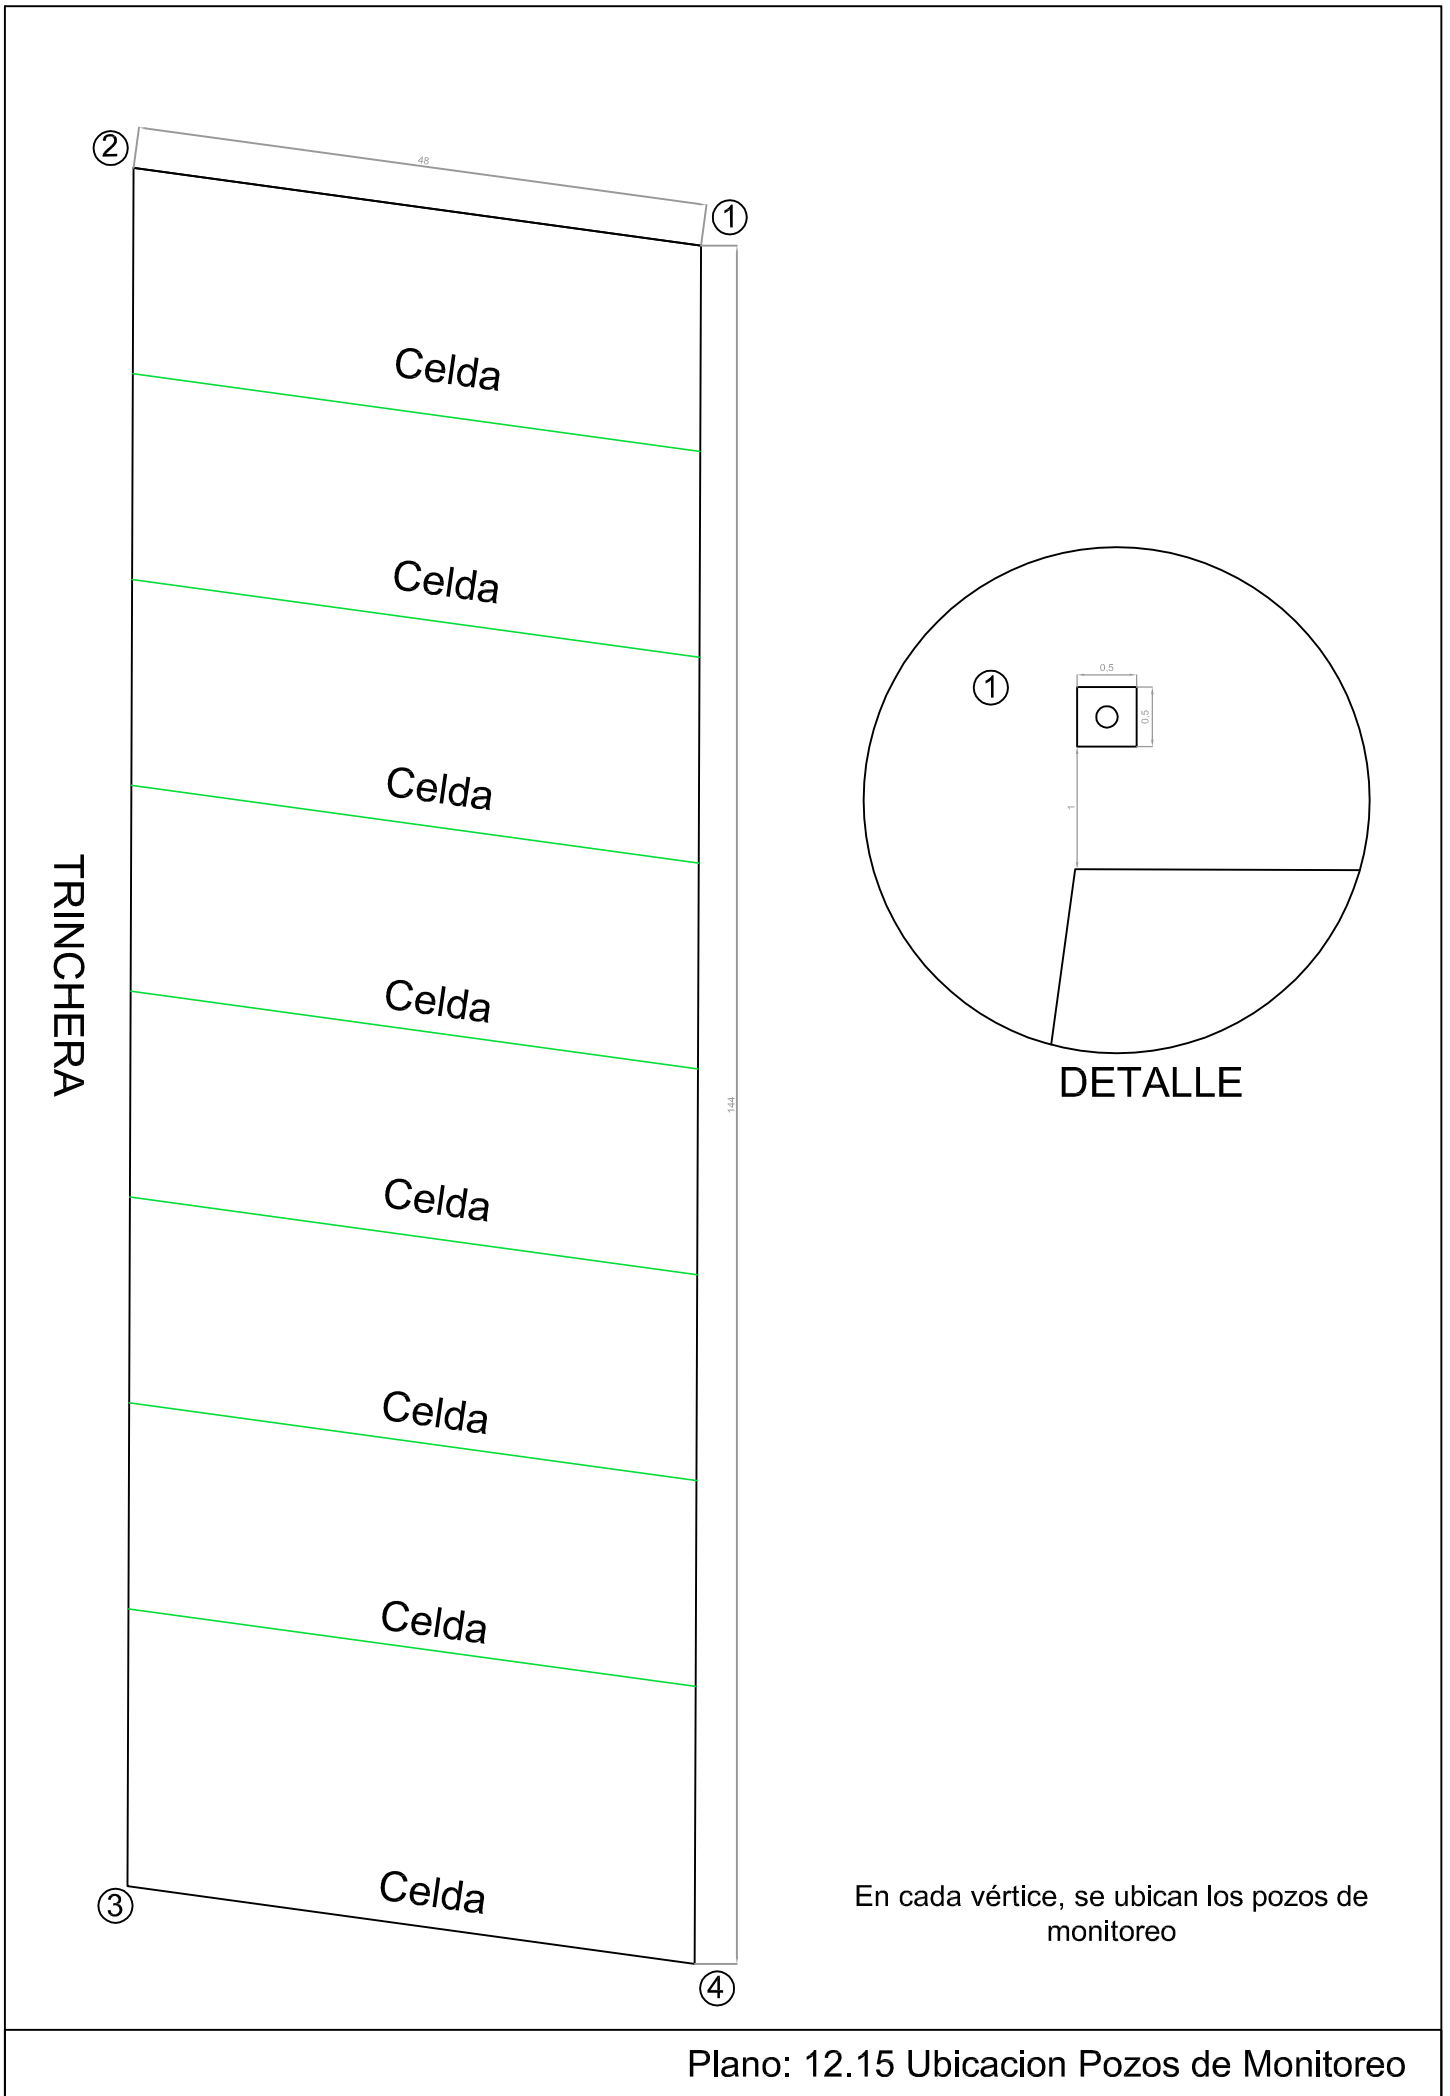 2
48
1
Celda
Celda
Celda
Celda
Celda
Celda
Celda
Celda
TRINCHERA
144
3
4
1
0,5
0,5
1
DETALLE
En cada vértice, se ubican los pozos de
monitoreo
Plano: 12.15 Ubicacion Pozos de Monitoreo